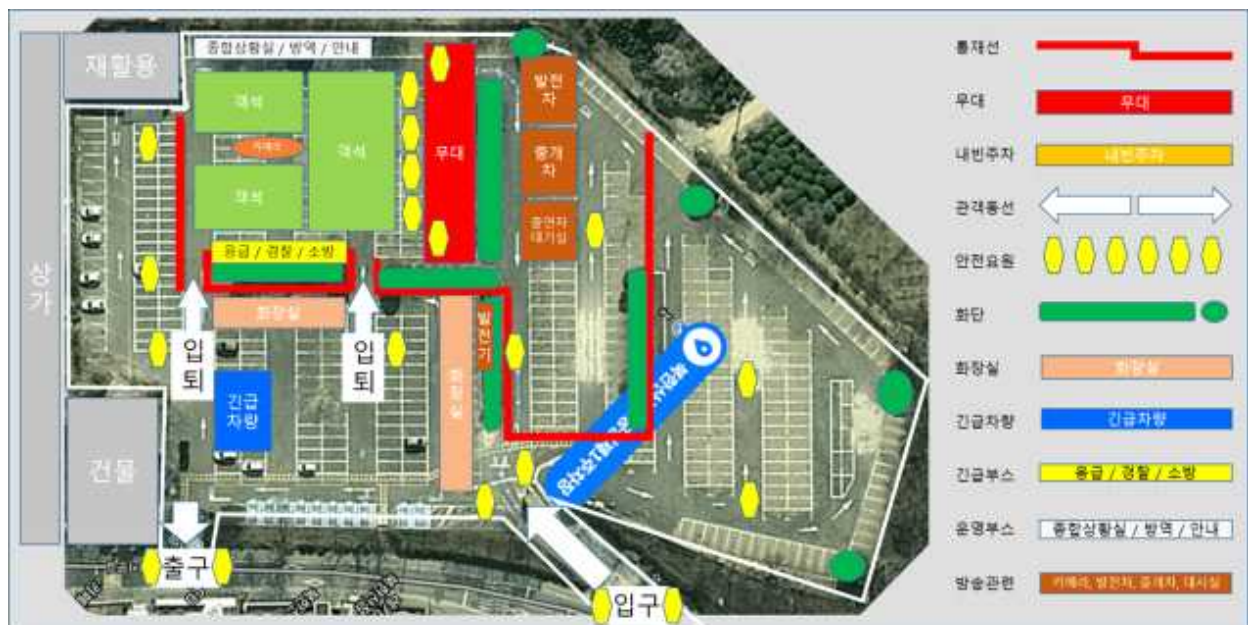 재활용
종합상황실 / 방역 / 안내
객석
카메라
객석
객석
무대
발전차
중계차
출연자
대기실
응급 / 경찰 / 소방
화장실
발전기
화장실
입퇴
입퇴
긴급
차량
상가
건물
출구
입구
통제선
무대
무대
내빈주차
내빈주차
관객동선
안전요원
화단
화장실
화장실
긴급차량
긴급차량
긴급부스
응급 / 경찰 / 소방
운영부스
종합상황실 / 방역 / 안내
방송관련
카메라, 발전차, 중계차, 대시실